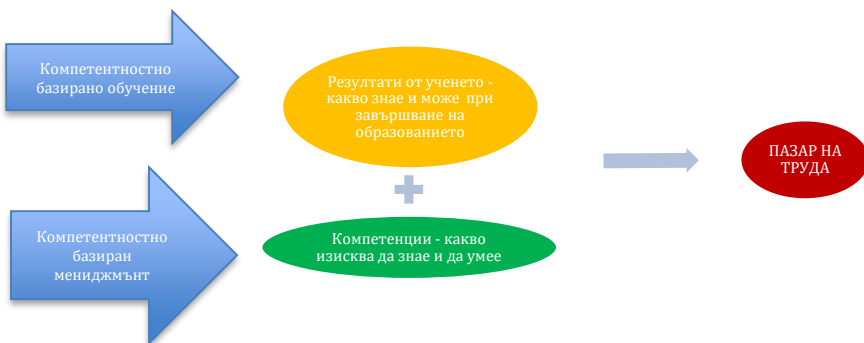 Компетентностно
базирано обучение
Резултати от ученето -
какво знае и може при
завършване на
образованието
ПАЗАР НА
ТРУДА
Компетентностно
базиран
мениджмънт
Компетенции - какво
изисква да знае и да умее